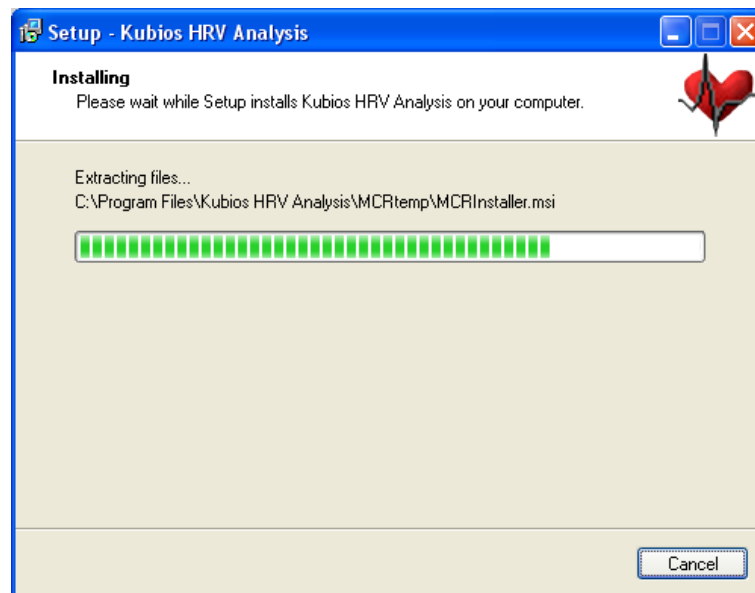 Setup - Kubios HRV Analysis
Installing
Please wait while Setup installs Kubios HRV Analysis on your computer.
Extracting files...
C:\Program Files\Kubios HRV Analysis\MCRtemp\MCRInstaller.msi
Cancel